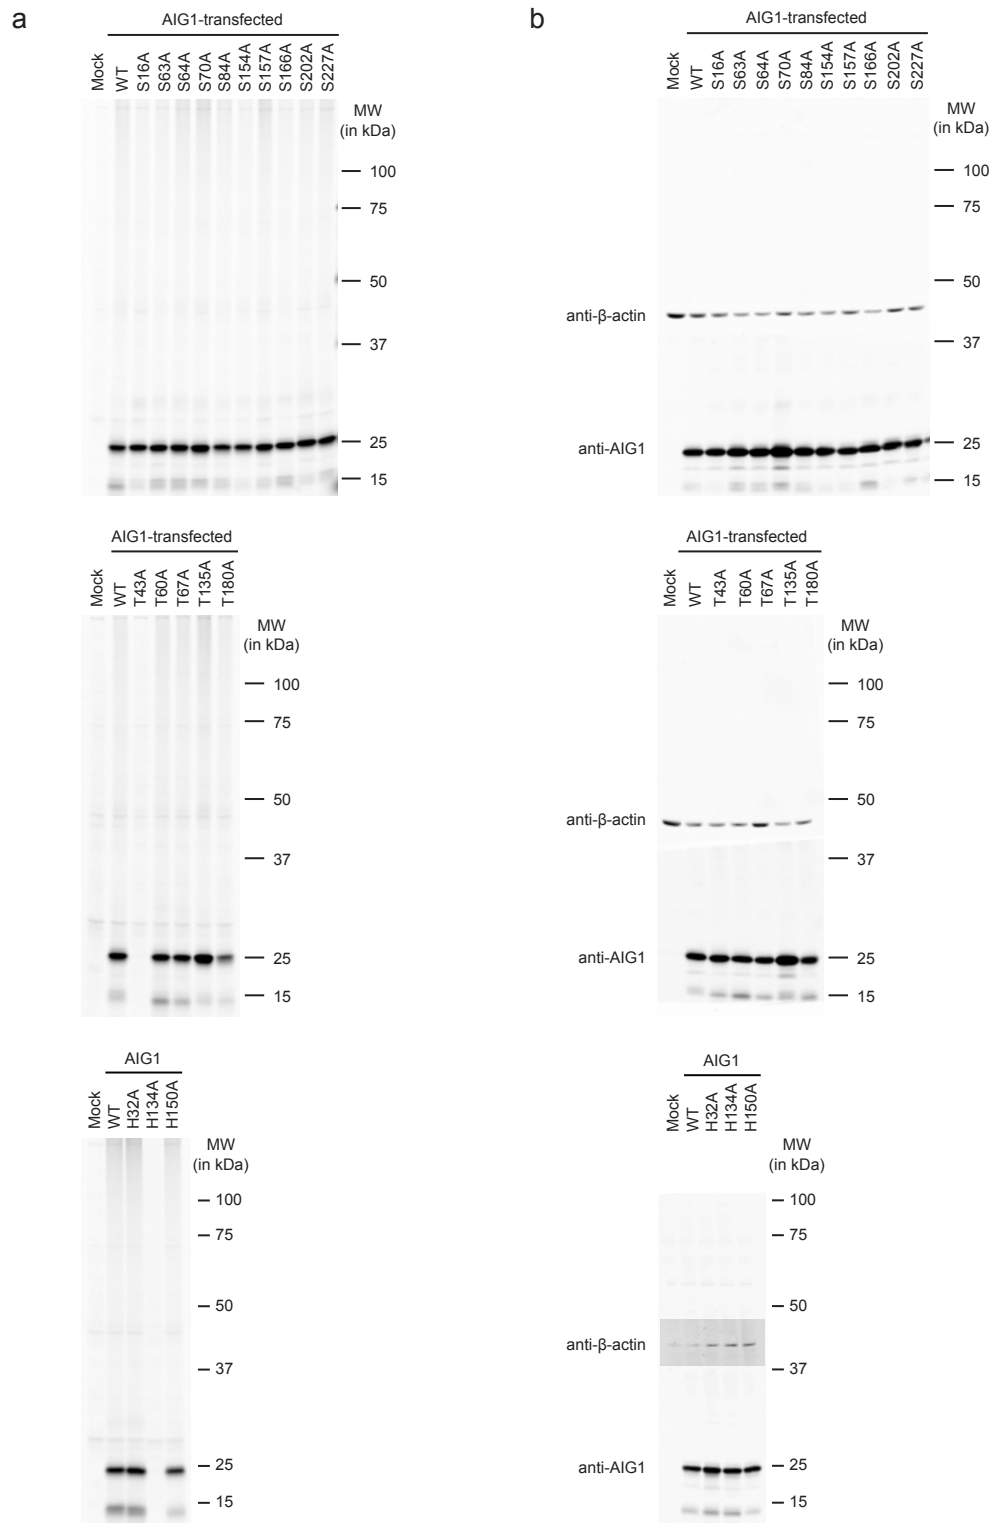 a
AIG1-transfected
Mock WT S16A S63A S64A S70A S84A S154A S157A S166A S202A S227A
MW
(in kDa)
100
75
50
37
25
15
b
AIG1-transfected
Mock WT S16A S63A S64A S70A S84A S154A S157A S166A S202A S227A
MW
(in kDa)
100
75
50
anti-β-actin
37
anti-AIG1
25
15
AIG1-transfected
Mock WT T43A T60A T67A T135A T180A
MW
(in kDa)
100
75
50
37
25
15
AIG1-transfected
Mock WT T43A T60A T67A T135A T180A
MW
(in kDa)
100
75
50
anti-β-actin
37
anti-AIG1
25
15
AIG1
Mock WT H32A H134A H150A
MW
(in kDa)
100
75
50
37
25
15
AIG1
Mock WT H32A H134A H150A
MW
(in kDa)
100
75
50
anti-β-actin
37
anti-AIG1
25
15